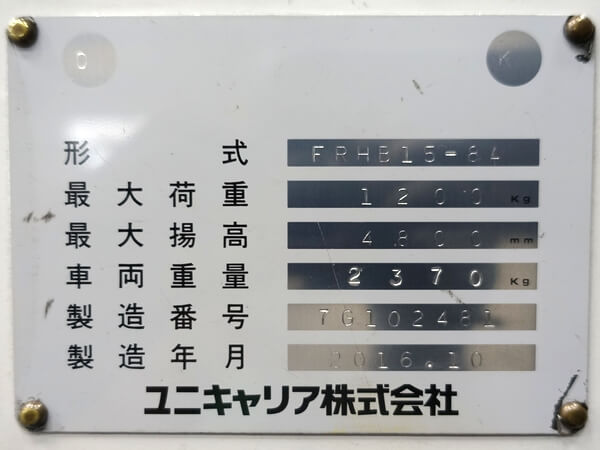 O K
形式 FRHB15-8A
最大荷重 1200 Kg
最大揚高 4800 mm
車両重量 2370 Kg
製造番号 7G102481
製造年月 2016.10
ユニキャリア株式会社